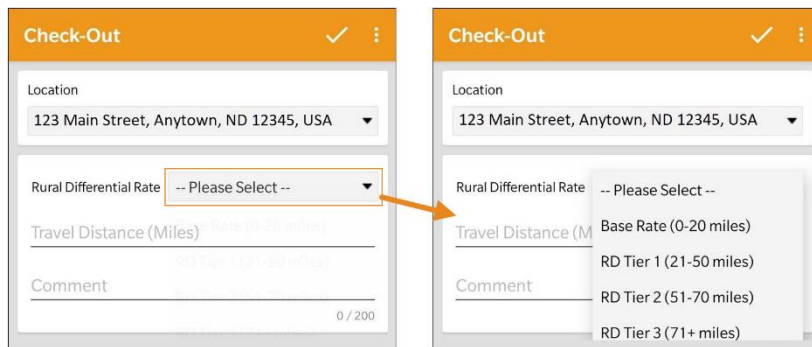 Check-Out
Location
123 Main Street, Anytown, ND 12345, USA
Rural Differential Rate
-- Please Select --
Travel Distance (Miles)
Comment
0 / 200
Check-Out
Location
123 Main Street, Anytown, ND 12345, USA
Rural Differential Rate
-- Please Select --
Base Rate (0-20 miles)
Travel Distance (M
RD Tier 1 (21-50 miles)
Comment
RD Tier 2 (51-70 miles)
RD Tier 3 (71+ miles)